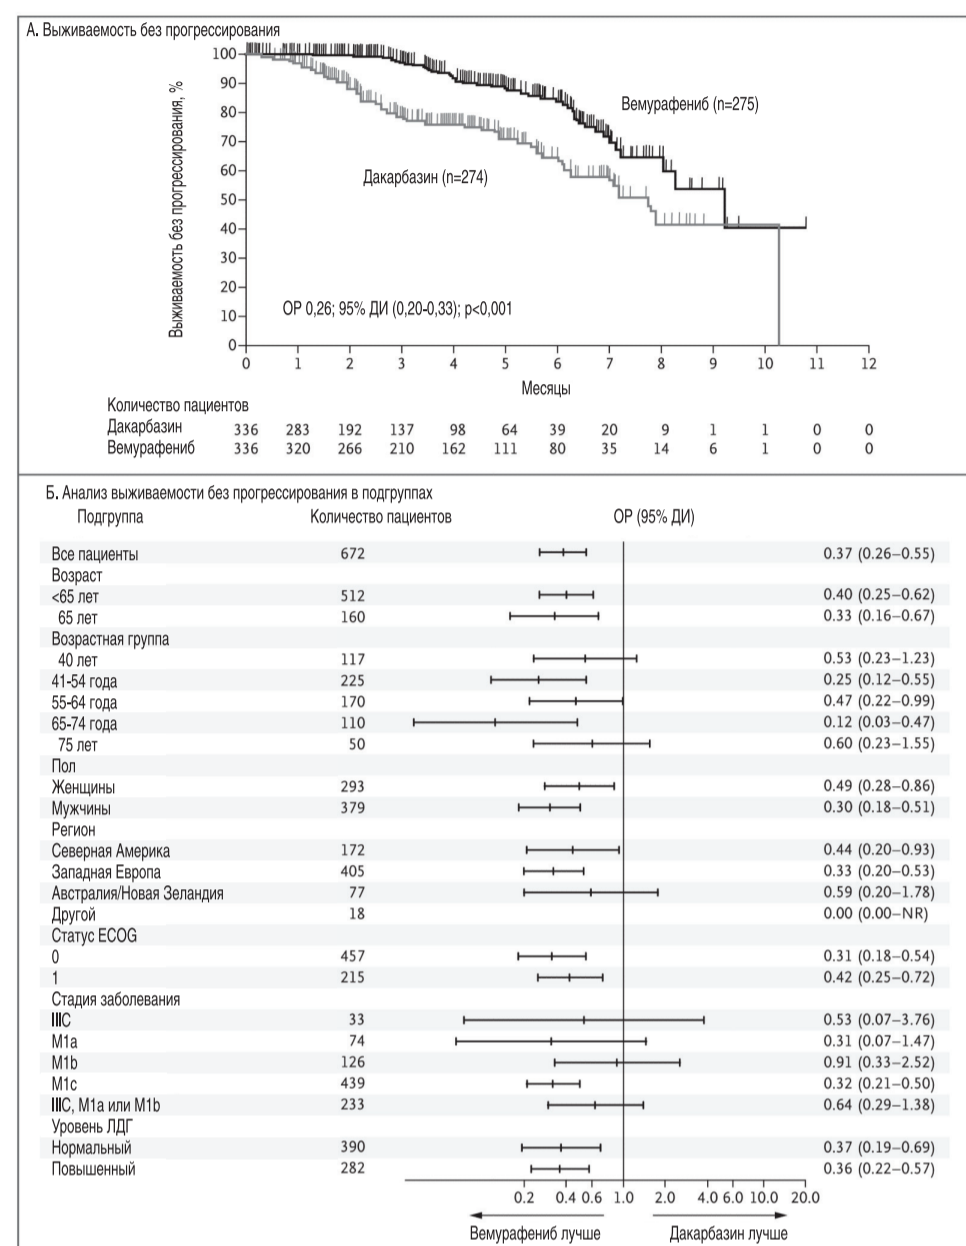 А. Выживаемость без прогрессирования
Выживаемость без прогрессирования, %
100
90
80
70
60
50
40
30
20
10
0
Вемурафениб (n=275)
Дакарбазин (n=274)
ОР 0,26; 95% ДИ (0,20-0,33); p<0,001
0 1 2 3 4 5 6 7 8 9 10 11 12
Месяцы
Количество пациентов
Дакарбазин 336 283 192 137 98 64 39 20 9 1 1 0 0
Вемурафениб 336 320 266 210 162 111 80 35 14 6 1 0 0
Б. Анализ выживаемости без прогрессирования в подгруппах
Подгруппа Количество пациентов ОР (95% ДИ)
Все пациенты 672 0.37 (0.26–0.55)
Возраст
<65 лет 512 0.40 (0.25–0.62)
65 лет 160 0.33 (0.16–0.67)
Возрастная группа
40 лет 117 0.53 (0.23–1.23)
41-54 года 225 0.25 (0.12–0.55)
55-64 года 170 0.47 (0.22–0.99)
65-74 года 110 0.12 (0.03–0.47)
75 лет 50 0.60 (0.23–1.55)
Пол
Женщины 293 0.49 (0.28–0.86)
Мужчины 379 0.30 (0.18–0.51)
Регион
Северная Америка 172 0.44 (0.20–0.93)
Западная Европа 405 0.33 (0.20–0.53)
Австралия/Новая Зеландия 77 0.59 (0.20–1.78)
Другой 18 0.00 (0.00–NR)
Статус ECOG
0 457 0.31 (0.18–0.54)
1 215 0.42 (0.25–0.72)
Стадия заболевания
IIIC 33 0.53 (0.07–3.76)
M1a 74 0.31 (0.07–1.47)
M1b 126 0.91 (0.33–2.52)
M1c 439 0.32 (0.21–0.50)
IIIC, M1a или M1b 233 0.64 (0.29–1.38)
Уровень ЛДГ
Нормальный 390 0.37 (0.19–0.69)
Повышенный 282 0.36 (0.22–0.57)
0.2 0.4 0.6 1.0 2.0 4.0 6.0 10.0 20.0
Вемурафениб лучше Дакарбазин лучше